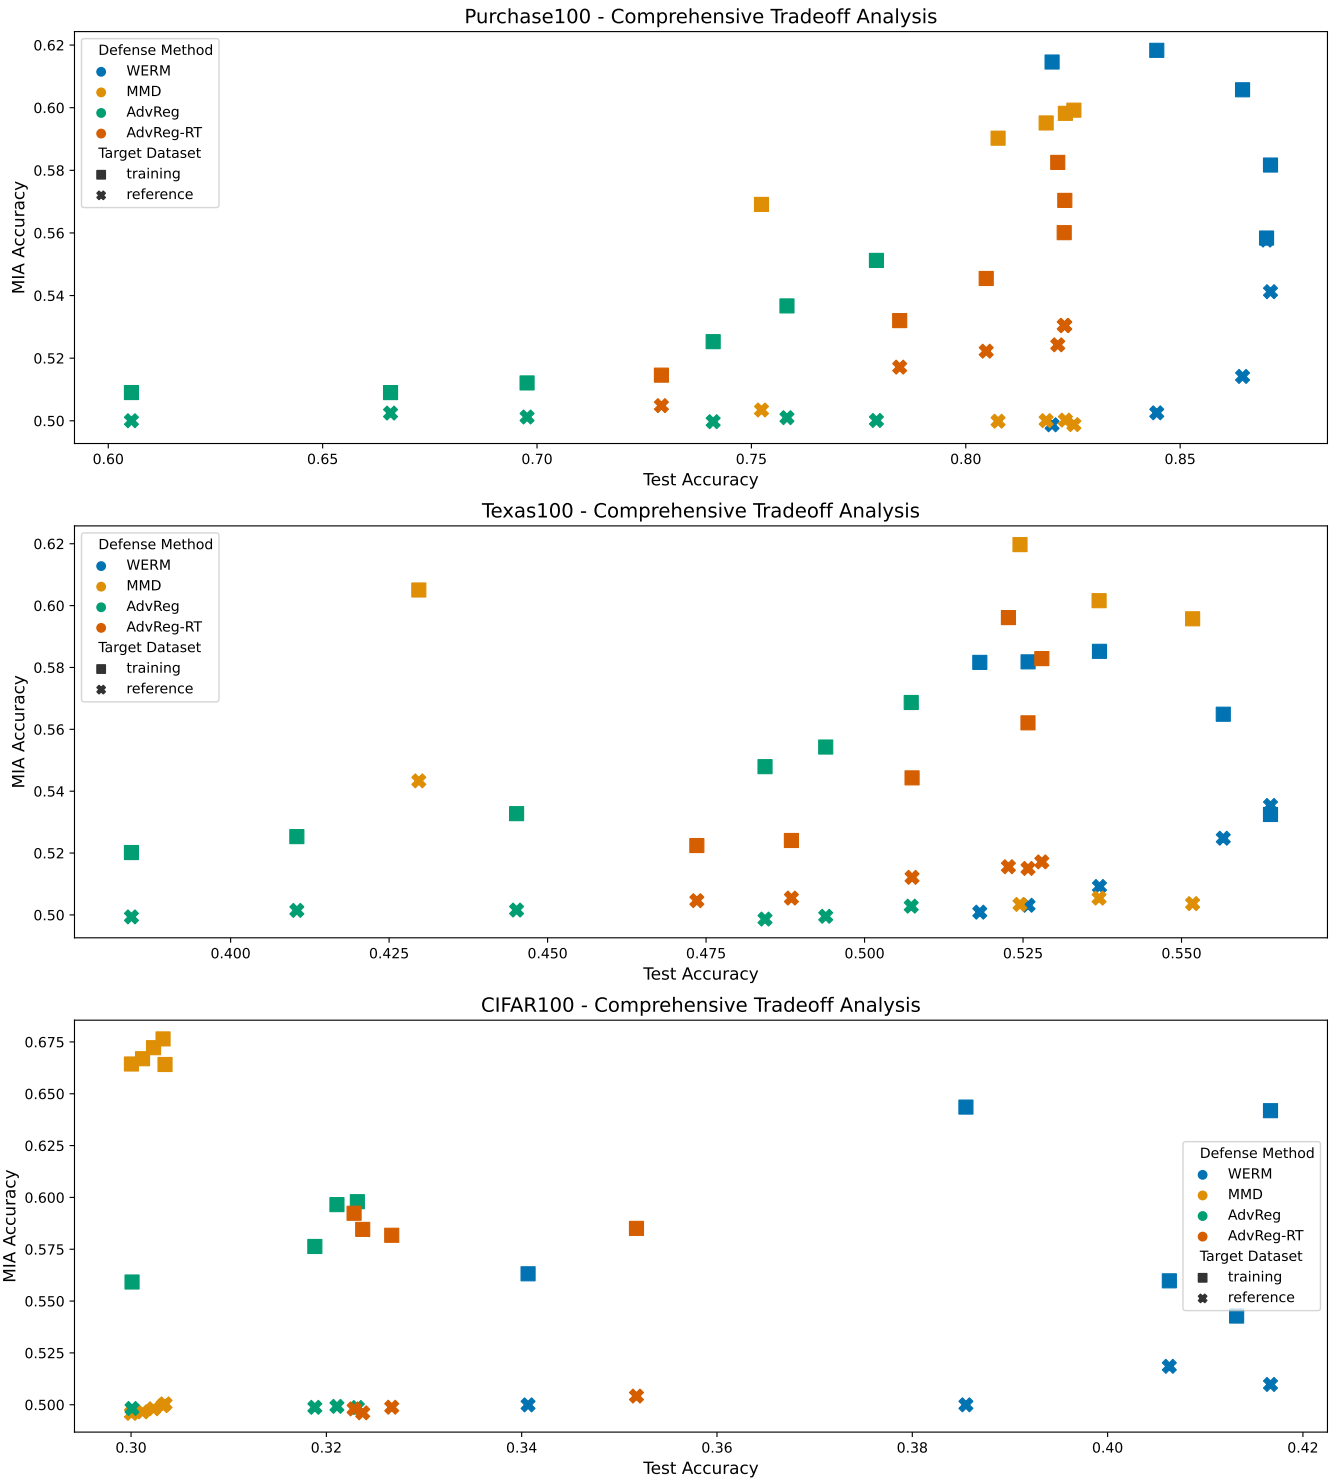 Purchase100 - Comprehensive Tradeoff Analysis
Defense Method
WERM
MMD
AdvReg
AdvReg-RT
Target Dataset
training
reference
MIA Accuracy
0.62
0.60
0.58
0.56
0.54
0.52
0.50
0.60 0.65 0.70 0.75 0.80 0.85
Test Accuracy
Texas100 - Comprehensive Tradeoff Analysis
Defense Method
WERM
MMD
AdvReg
AdvReg-RT
Target Dataset
training
reference
MIA Accuracy
0.62
0.60
0.58
0.56
0.54
0.52
0.50
0.400 0.425 0.450 0.475 0.500 0.525 0.550
Test Accuracy
CIFAR100 - Comprehensive Tradeoff Analysis
Defense Method
WERM
MMD
AdvReg
AdvReg-RT
Target Dataset
training
reference
MIA Accuracy
0.675
0.650
0.625
0.600
0.575
0.550
0.525
0.500
0.30 0.32 0.34 0.36 0.38 0.40 0.42
Test Accuracy